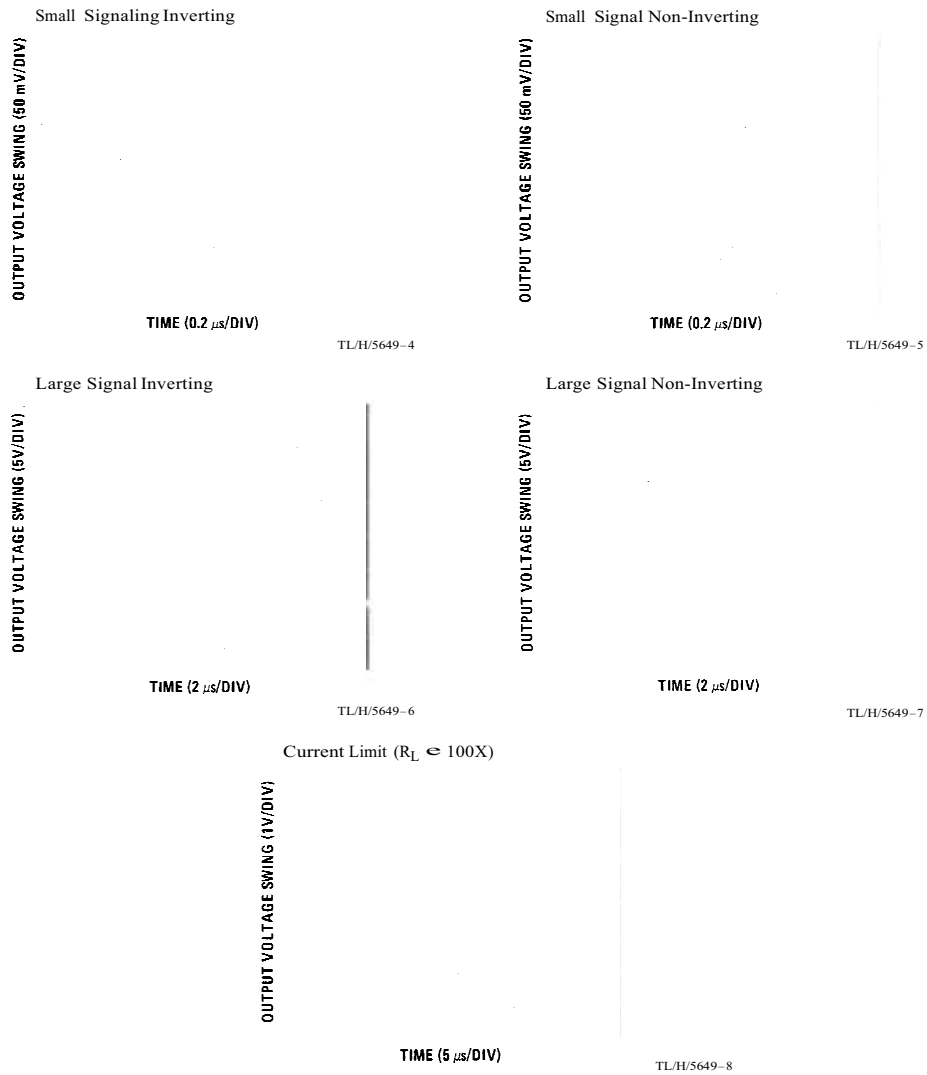 Small Signaling Inverting
OUTPUT VOLTAGE SWING (50 mV/DIV)
TIME (0.2 μs/DIV)
TL/H/5649–4
Small Signal Non-Inverting
OUTPUT VOLTAGE SWING (50 mV/DIV)
TIME (0.2 μs/DIV)
TL/H/5649–5
Large Signal Inverting
OUTPUT VOLTAGE SWING (5V/DIV)
TIME (2 μs/DIV)
TL/H/5649–6
Large Signal Non-Inverting
OUTPUT VOLTAGE SWING (5V/DIV)
TIME (2 μs/DIV)
TL/H/5649–7
Current Limit (RL e 100X)
OUTPUT VOLTAGE SWING (1V/DIV)
TIME (5 μs/DIV)
TL/H/5649–8